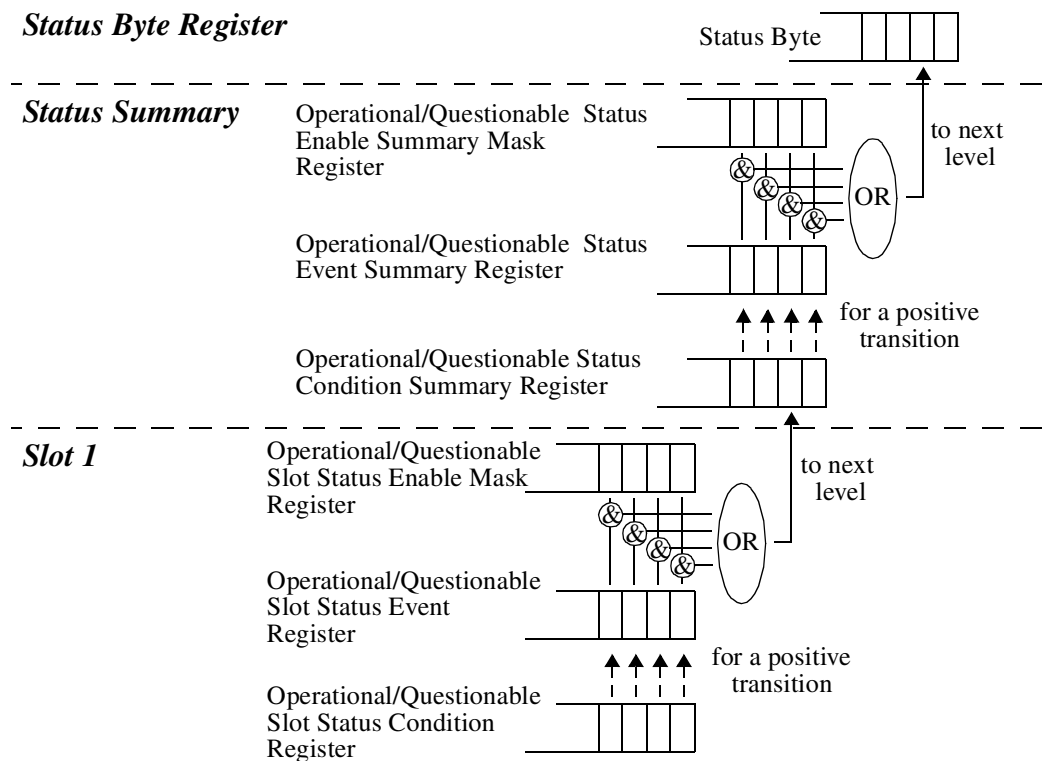 Status Byte Register
Status Byte
Status Summary
Operational/Questionable Status
Enable Summary Mask
Register
to next
level
&
&
&
&
OR
Operational/Questionable Status
Event Summary Register
for a positive
transition
Operational/Questionable Status
Condition Summary Register
Slot 1
Operational/Questionable
Slot Status Enable Mask
Register
to next
level
&
&
&
&
OR
Operational/Questionable
Slot Status Event
Register
for a positive
transition
Operational/Questionable
Slot Status Condition
Register